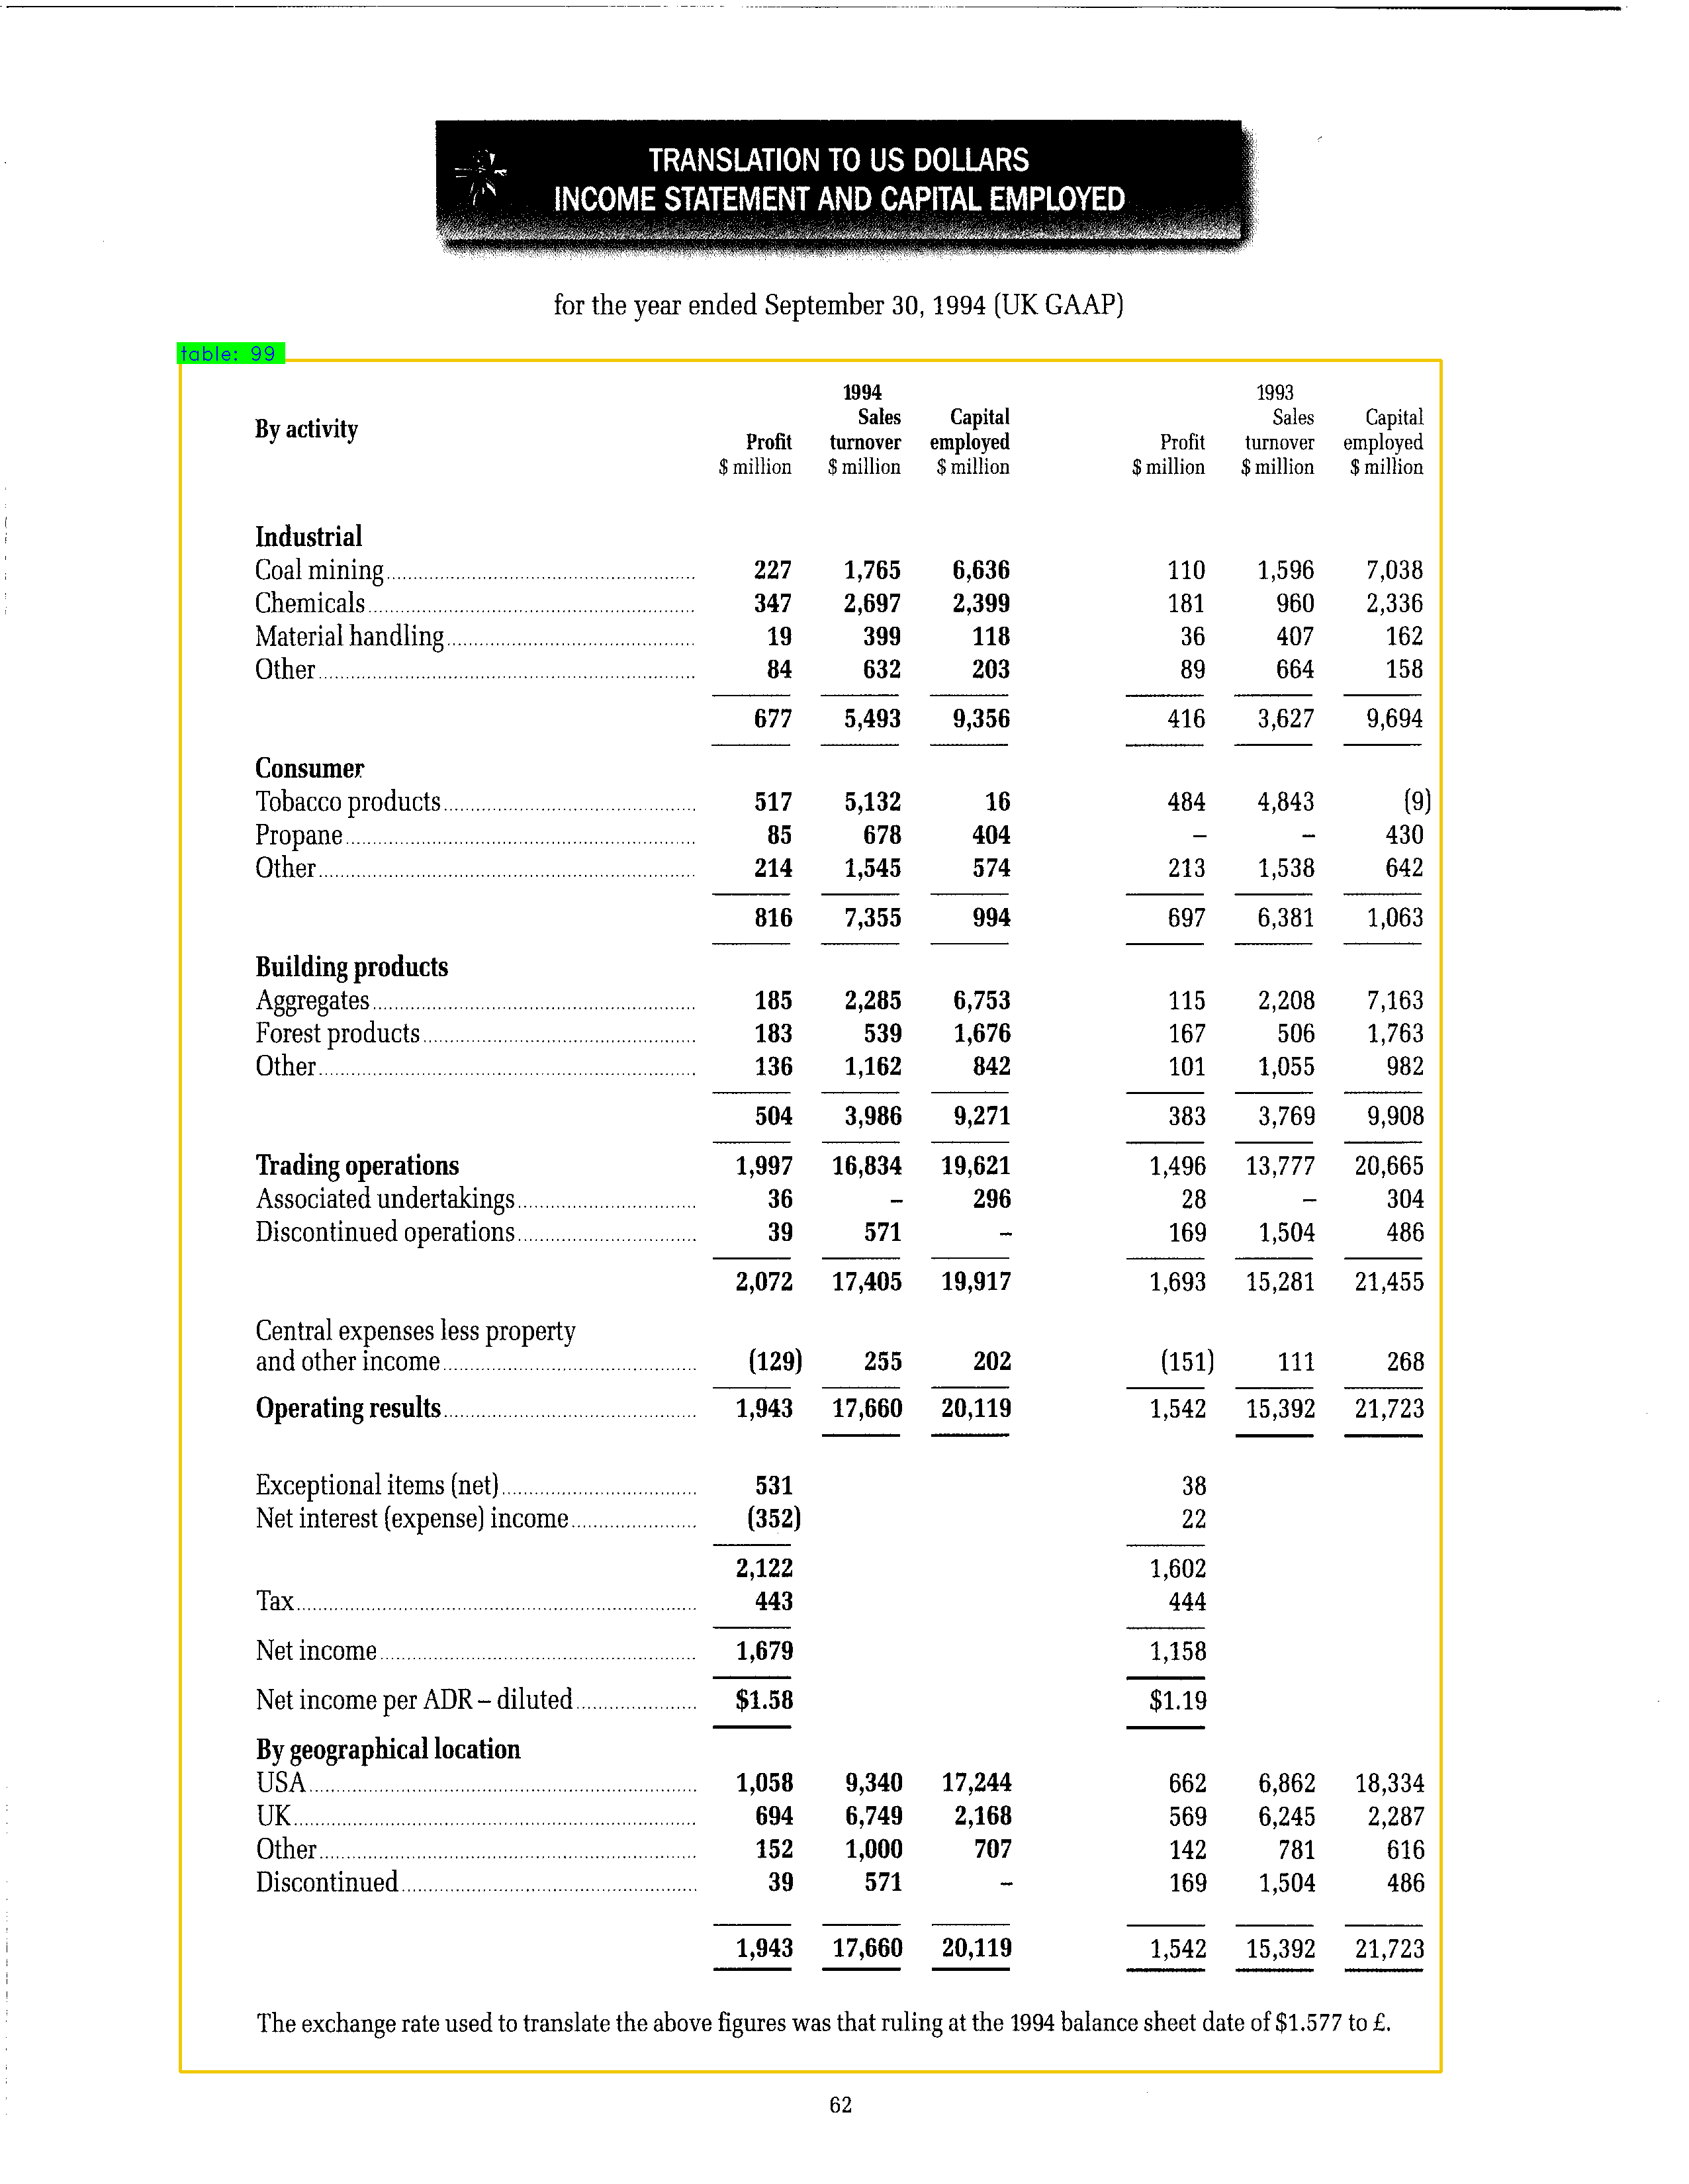 TRANSLATION TO US DOLLARS
INCOME STATEMENT AND CAPITAL EMPLOYED
for the year ended September 30, 1994 (UK GAAP)
table: 99
1994 1993
Sales Capital Sales Capital
By activity
Profit turnover employed Profit turnover employed
$ million $ million $ million $ million $ million $ million
Industrial
Coal mining 227 1,765 6,636 110 1,596 7,038
Chemicals 347 2,697 2,399 181 960 2,336
Material handling 19 399 118 36 407 162
Other 84 632 203 89 664 158
677 5,493 9,356 416 3,627 9,694
Consumer
Tobacco products 517 5,132 16 484 4,843 (9)
Propane 85 678 404 – – 430
Other 214 1,545 574 213 1,538 642
816 7,355 994 697 6,381 1,063
Building products
Aggregates 185 2,285 6,753 115 2,208 7,163
Forest products 183 539 1,676 167 506 1,763
Other 136 1,162 842 101 1,055 982
504 3,986 9,271 383 3,769 9,908
Trading operations 1,997 16,834 19,621 1,496 13,777 20,665
Associated undertakings 36 – 296 28 – 304
Discontinued operations 39 571 – 169 1,504 486
2,072 17,405 19,917 1,693 15,281 21,455
Central expenses less property
and other income (129) 255 202 (151) 111 268
Operating results 1,943 17,660 20,119 1,542 15,392 21,723
Exceptional items (net) 531 38
Net interest (expense) income (352) 22
2,122 1,602
Tax 443 444
Net income 1,679 1,158
Net income per ADR – diluted $1.58 $1.19
By geographical location
USA 1,058 9,340 17,244 662 6,862 18,334
UK 694 6,749 2,168 569 6,245 2,287
Other 152 1,000 707 142 781 616
Discontinued 39 571 – 169 1,504 486
1,943 17,660 20,119 1,542 15,392 21,723
The exchange rate used to translate the above figures was that ruling at the 1994 balance sheet date of $1.577 to £.
62